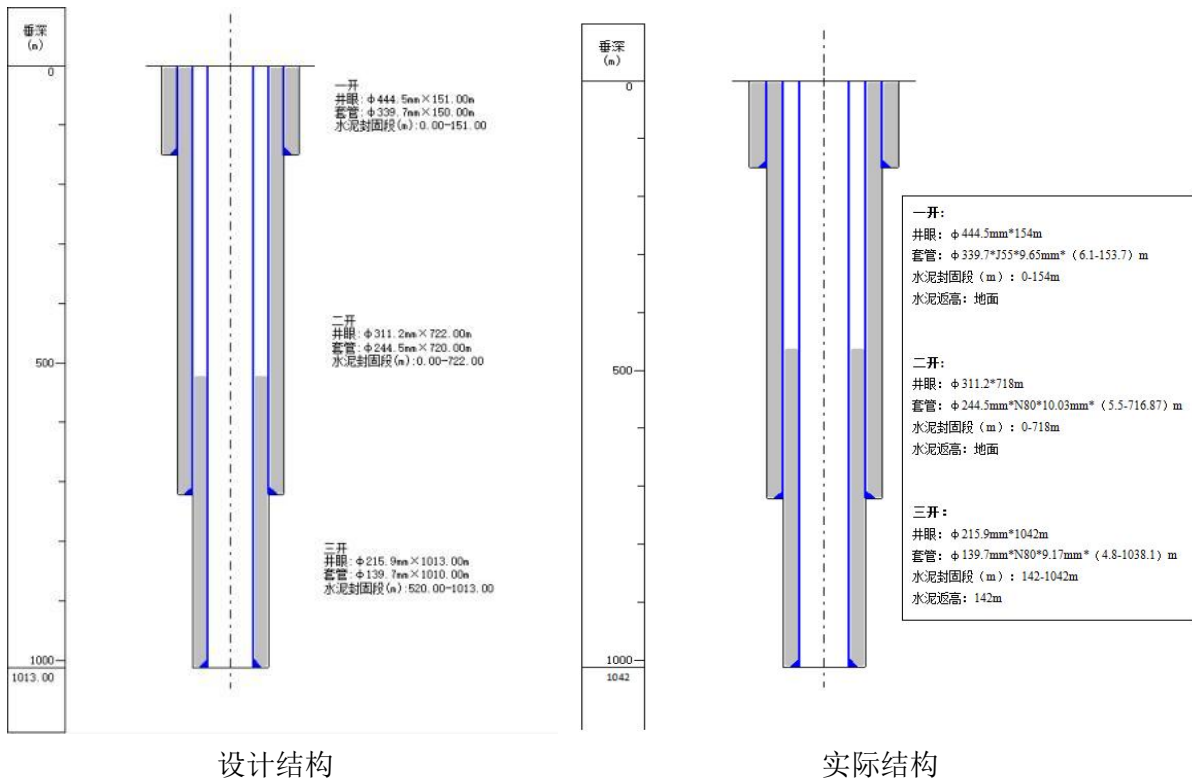 垂深
(m)
0
500
1000
1013.00
一开
井眼:φ444.5mm×151.00m
套管:φ339.7mm×150.00m
水泥封固段(m):0.00-151.00
二开
井眼:φ311.2mm×722.00m
套管:φ244.5mm×720.00m
水泥封固段(m):0.00-722.00
三开
井眼:φ215.9mm×1013.00m
套管:φ139.7mm×1010.00m
水泥封固段(m):520.00-1013.00
设计结构
垂深
(m)
0
500
1000
1042
一开:
井眼:φ444.5mm*154m
套管:φ339.7*J55*9.65mm*(6.1-153.7)m
水泥封固段(m):0-154m
水泥返高:地面
二开:
井眼:φ311.2*718m
套管:φ244.5mm*N80*10.03mm*(5.5-716.87)m
水泥封固段(m):0-718m
水泥返高:地面
三开:
井眼:φ215.9mm*1042m
套管:φ139.7mm*N80*9.17mm*(4.8-1038.1)m
水泥封固段(m):142-1042m
水泥返高:142m
实际结构